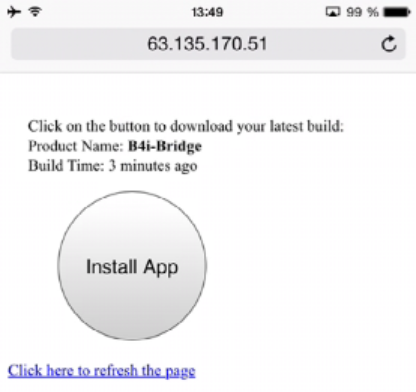 13:49
99 %
63.135.170.51
Click on the button to download your latest build:
Product Name: B4i-Bridge
Build Time: 3 minutes ago
Install App
Click here to refresh the page